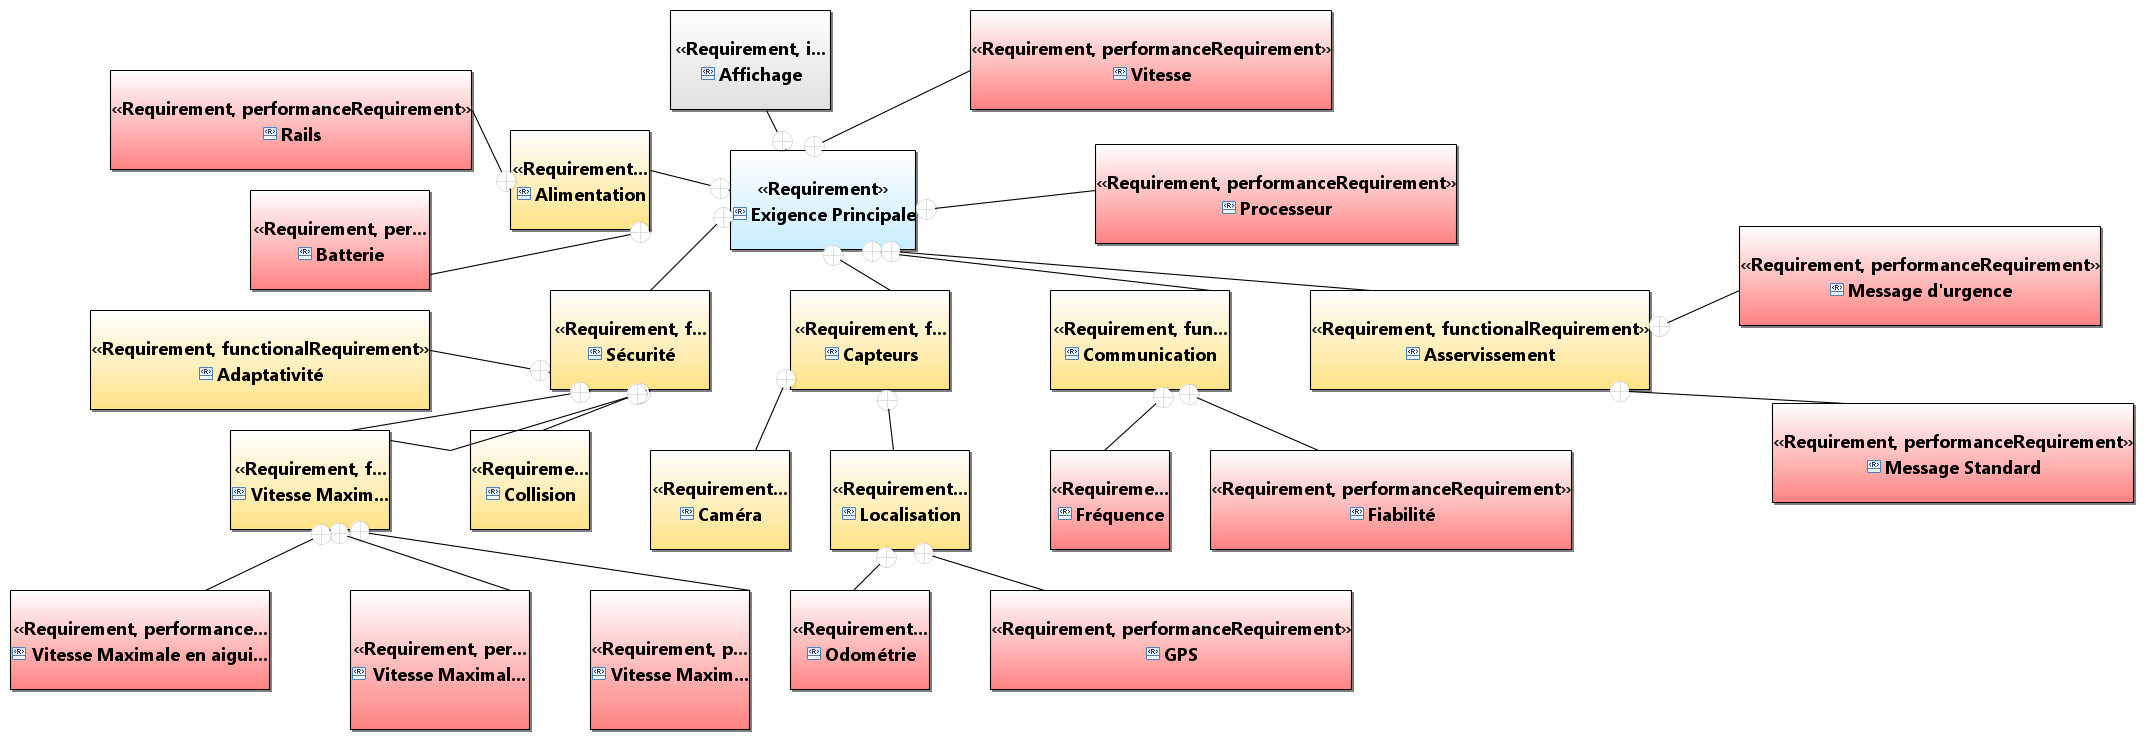 «Requirement, i...
Affichage
«Requirement, performanceRequirement»
Vitesse
«Requirement, performanceRequirement»
Rails
«Requirement...
Alimentation
«Requirement»
Exigence Principale
«Requirement, performanceRequirement»
Processeur
«Requirement, per...
Batterie
«Requirement, performanceRequirement»
Message d'urgence
«Requirement, functionalRequirement»
Adaptativité
«Requirement, f...
Sécurité
«Requirement, f...
Capteurs
«Requirement, fun...
Communication
«Requirement, functionalRequirement»
Asservissement
«Requirement, performanceRequirement»
Message Standard
«Requirement, f...
Vitesse Maxim...
«Requireme...
Collision
«Requirement...
Caméra
«Requirement...
Localisation
«Requireme...
Fréquence
«Requirement, performanceRequirement»
Fiabilité
«Requirement, performance...
Vitesse Maximale en aigui...
«Requirement, per...
Vitesse Maximal...
«Requirement, p...
Vitesse Maxim...
«Requirement...
Odométrie
«Requirement, performanceRequirement»
GPS